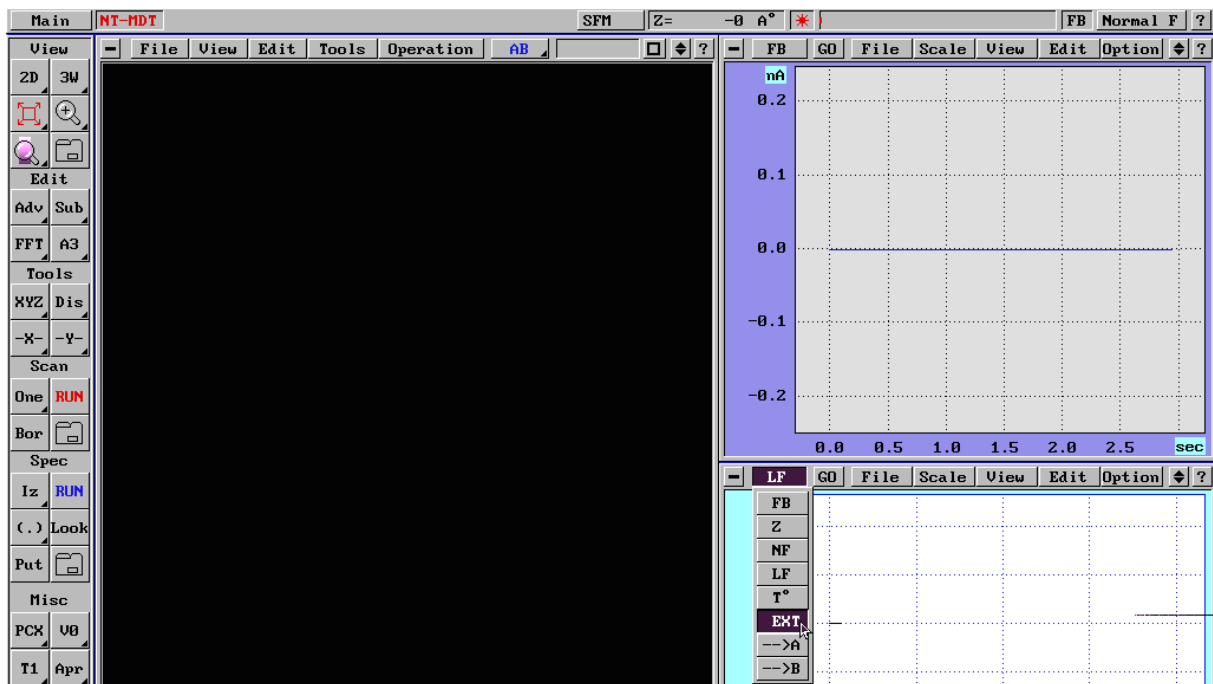 Main NT-MDT SFM Z= -0 A° FB Normal F ?
View File View Edit Tools Operation AB ? FB GO File Scale View Edit Option ?
2D 3W
nA
0.2
0.1
Edit
Adv Sub
FFT A3
0.0
Tools
XYZ Dis
-X- -Y-
-0.1
Scan
One RUN
-0.2
Bor
0.0 0.5 1.0 1.5 2.0 2.5 sec
Spec
LF GO File Scale View Edit Option ?
Iz RUN
FB
(.) Look
Z
NF
Put
LF
T°
Misc
EXT
PCX V0
-->A
T1 Apr
-->B